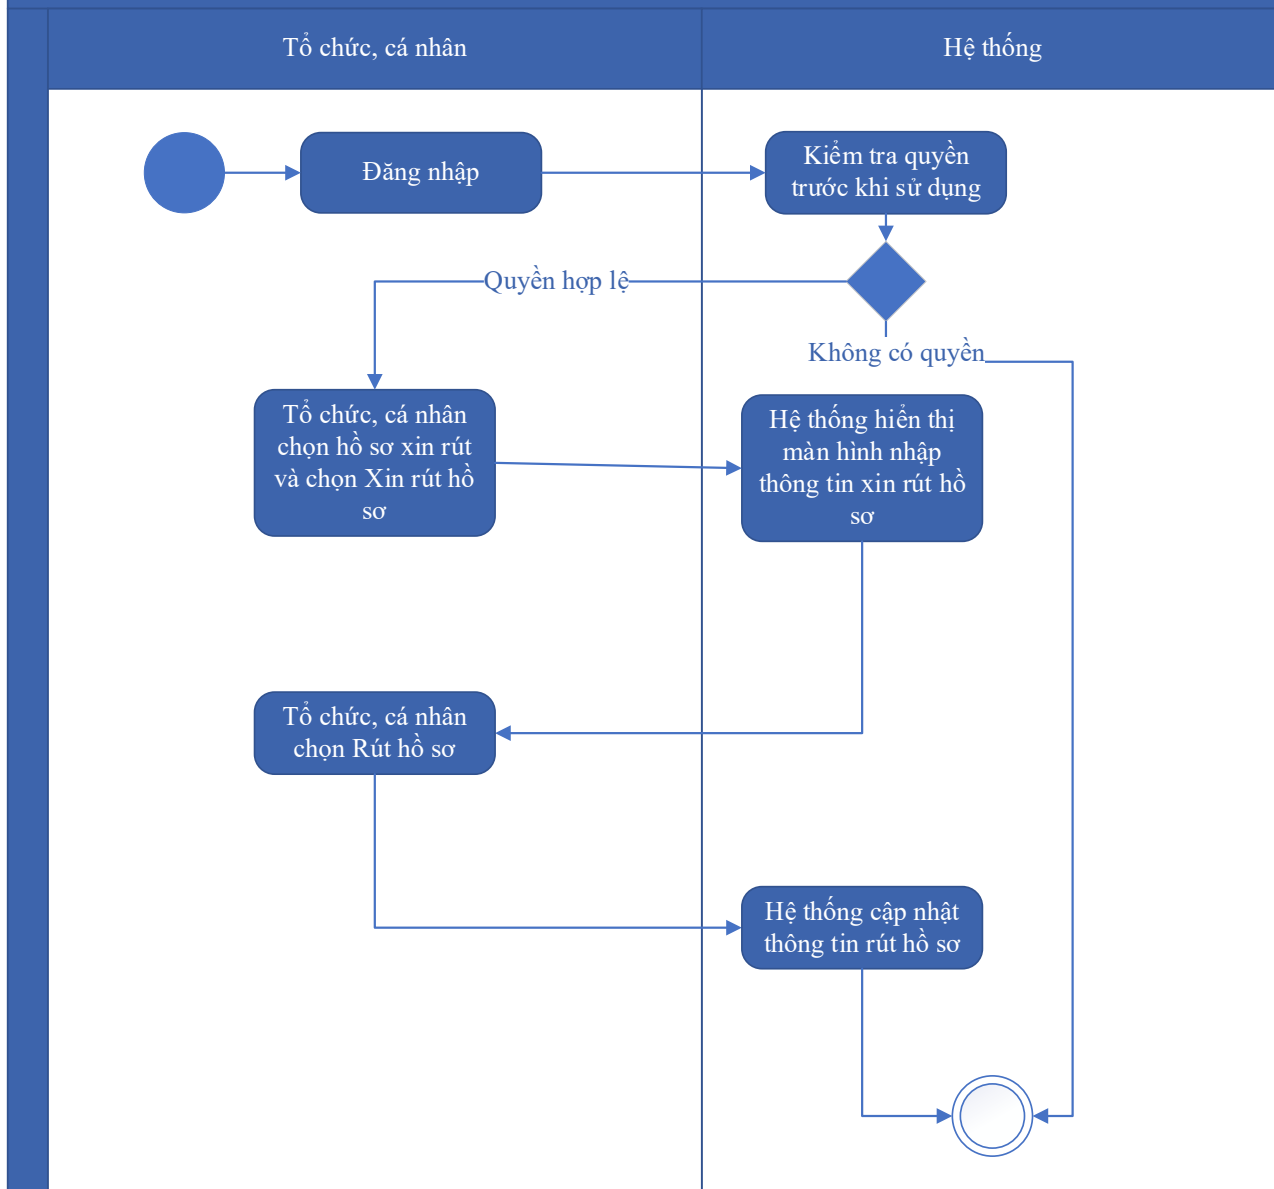 Tổ chức, cá nhân
Hệ thống
Đăng nhập
Kiểm tra quyền
trước khi sử dụng
Quyền hợp lệ
Không có quyền
Tổ chức, cá nhân
chọn hồ sơ xin rút
và chọn Xin rút hồ
sơ
Hệ thống hiển thị
màn hình nhập
thông tin xin rút hồ
sơ
Tổ chức, cá nhân
chọn Rút hồ sơ
Hệ thống cập nhật
thông tin rút hồ sơ